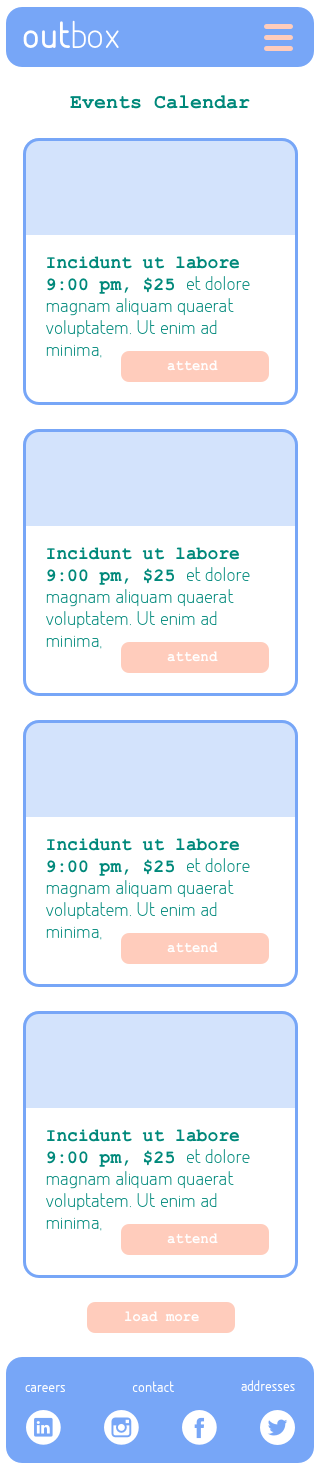 outbox
Events Calendar
Incidunt ut labore
9:00 pm, $25 et dolore
magnam aliquam quaerat
voluptatem. Ut enim ad
minima,
attend
Incidunt ut labore
9:00 pm, $25 et dolore
magnam aliquam quaerat
voluptatem. Ut enim ad
minima,
attend
Incidunt ut labore
9:00 pm, $25 et dolore
magnam aliquam quaerat
voluptatem. Ut enim ad
minima,
attend
Incidunt ut labore
9:00 pm, $25 et dolore
magnam aliquam quaerat
voluptatem. Ut enim ad
minima,
attend
load more
careers contact addresses